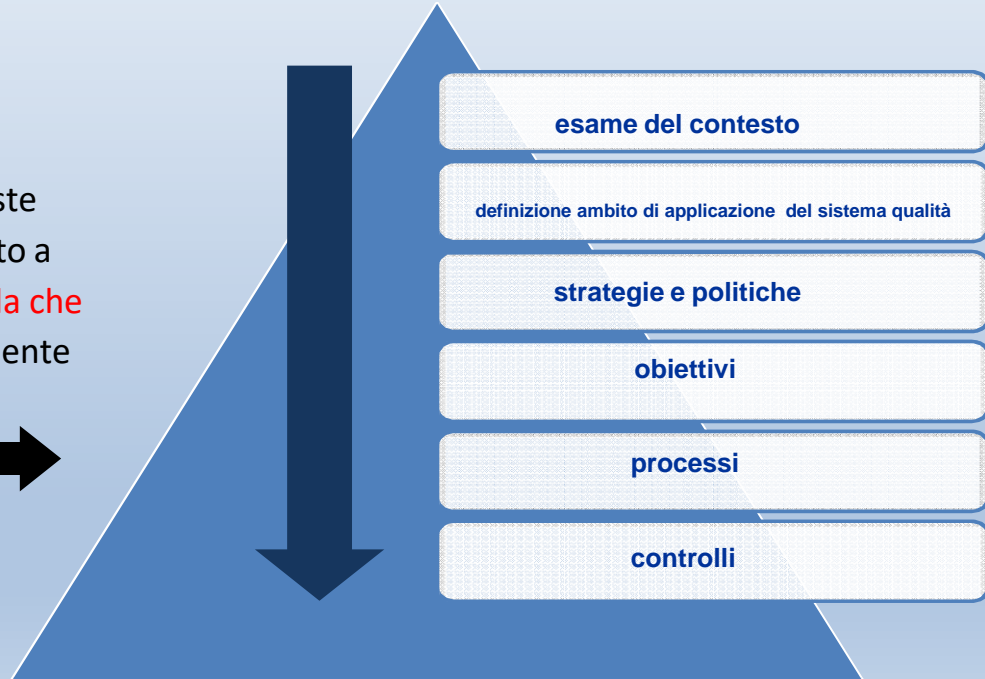 ste
to a
la che
ente
esame del contesto
definizione ambito di applicazione del sistema qualità
strategie e politiche
obiettivi
processi
controlli